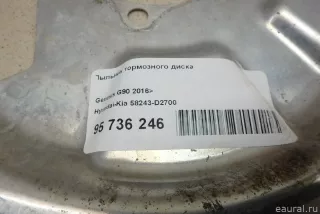 Пыльник тормозного диска
Genesis G90 2016>
Hyundai-Kia 58243-D2700
95 736 246
eaural.ru